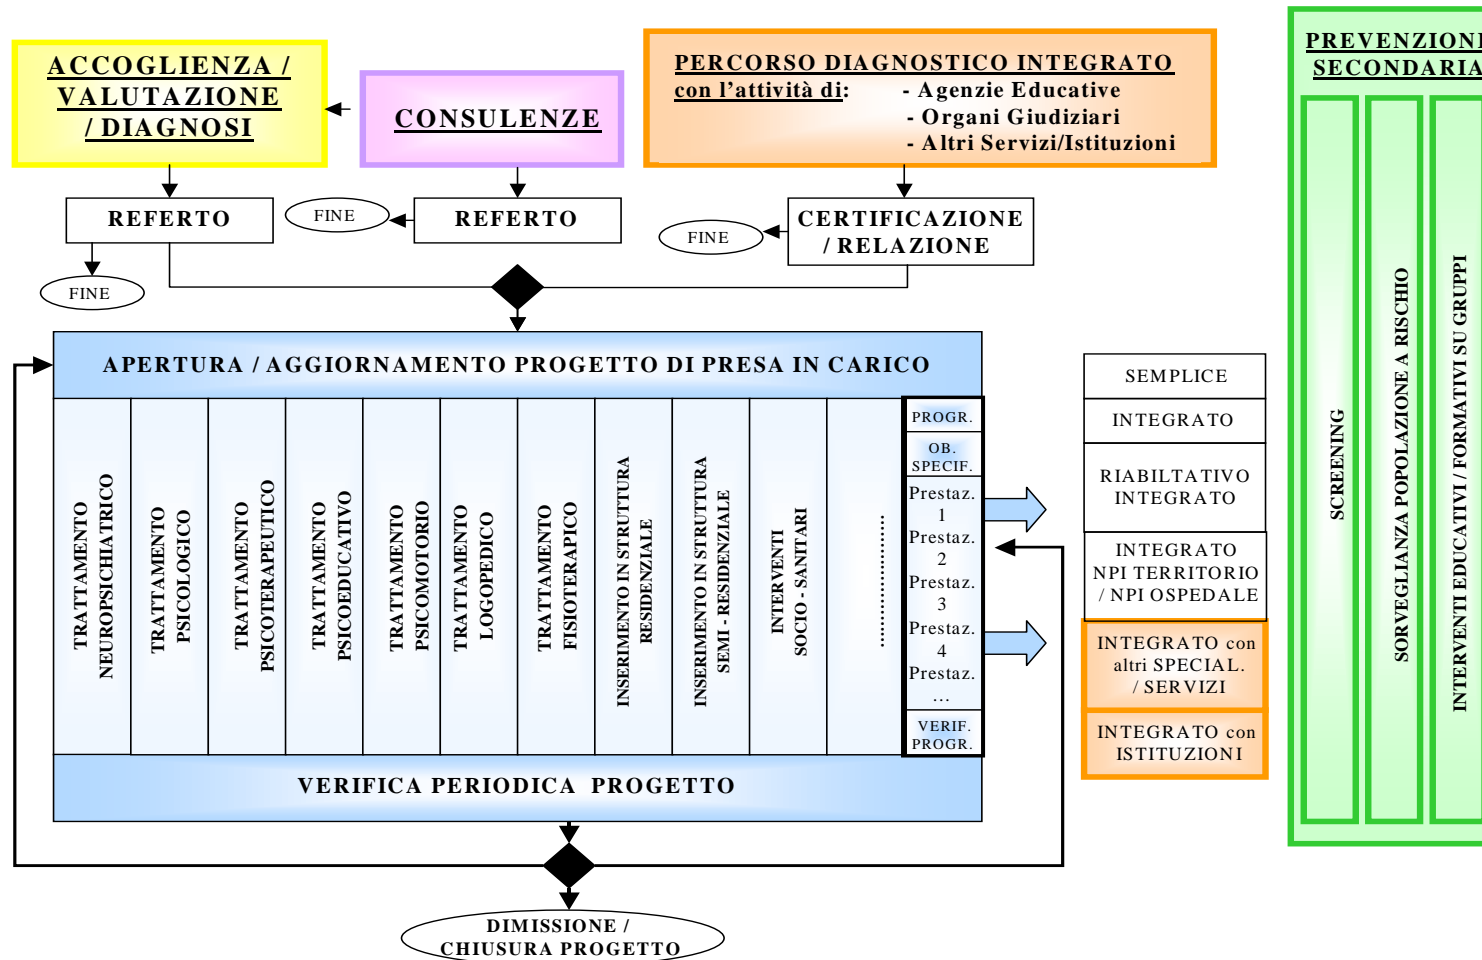 ACCOGLIENZA /
VALUTAZIONE
/ DIAGNOSI
CONSULENZE
PERCORSO DIAGNOSTICO INTEGRATO
con l'attività di: - Agenzie Educative
- Organi Giudiziari
- Altri Servizi/Istituzioni
REFERTO
FINE
REFERTO
FINE
CERTIFICAZIONE
/ RELAZIONE
FINE
APERTURA / AGGIORNAMENTO PROGETTO DI PRESA IN CARICO
TRATTAMENTO
NEUROPSICHIATRICO
TRATTAMENTO
PSICOLOGICO
TRATTAMENTO
PSICOTERAPEUTICO
TRATTAMENTO
PSICOEDUCATIVO
TRATTAMENTO
PSICOMOTORIO
TRATTAMENTO
LOGOPEDICO
TRATTAMENTO
FISIOTERAPICO
INSERIMENTO IN STRUTTURA
RESIDENZIALE
INSERIMENTO IN STRUTTURA
SEMI - RESIDENZIALE
INTERVENTI
SOCIO - SANITARI
........................
PROGR.
OB.
SPECIF.
Prestaz.
1
Prestaz.
2
Prestaz.
3
Prestaz.
4
Prestaz.
…
VERIF.
PROGR.
VERIFICA PERIODICA PROGETTO
DIMISSIONE /
CHIUSURA PROGETTO
SEMPLICE
INTEGRATO
RIABILTATIVO
INTEGRATO
INTEGRATO
NPI TERRITORIO
/ NPI OSPEDALE
INTEGRATO con
altri SPECIAL.
/ SERVIZI
INTEGRATO con
ISTITUZIONI
PREVENZIONE
SECONDARIA
SCREENING
SORVEGLIANZA POPOLAZIONE A RISCHIO
INTERVENTI EDUCATIVI / FORMATIVI SU GRUPPI